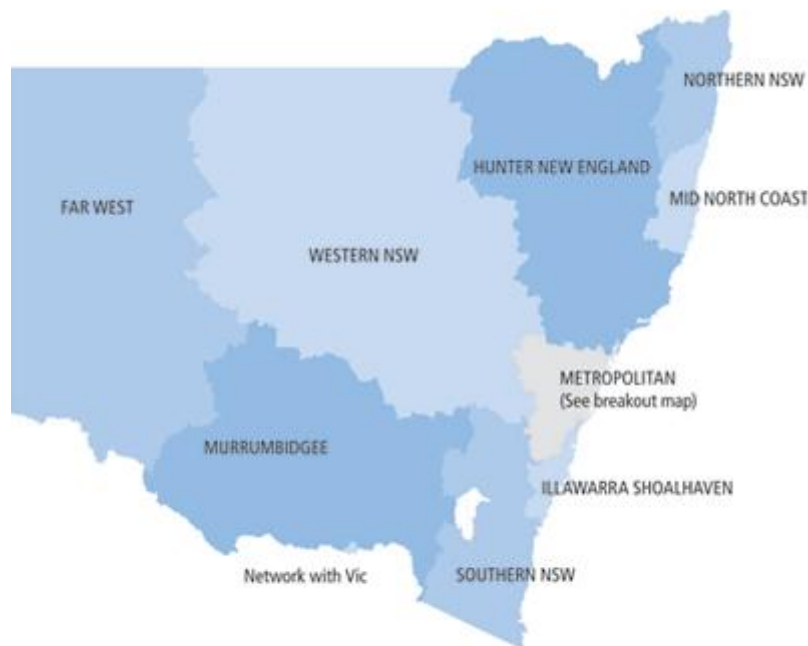 NORTHERN NSW
HUNTER NEW ENGLAND
MID NORTH COAST
FAR WEST
WESTERN NSW
METROPOLITAN
(See breakout map)
MURRUMBIDGEE
ILLAWARRA SHOALHAVEN
Network with Vic
SOUTHERN NSW